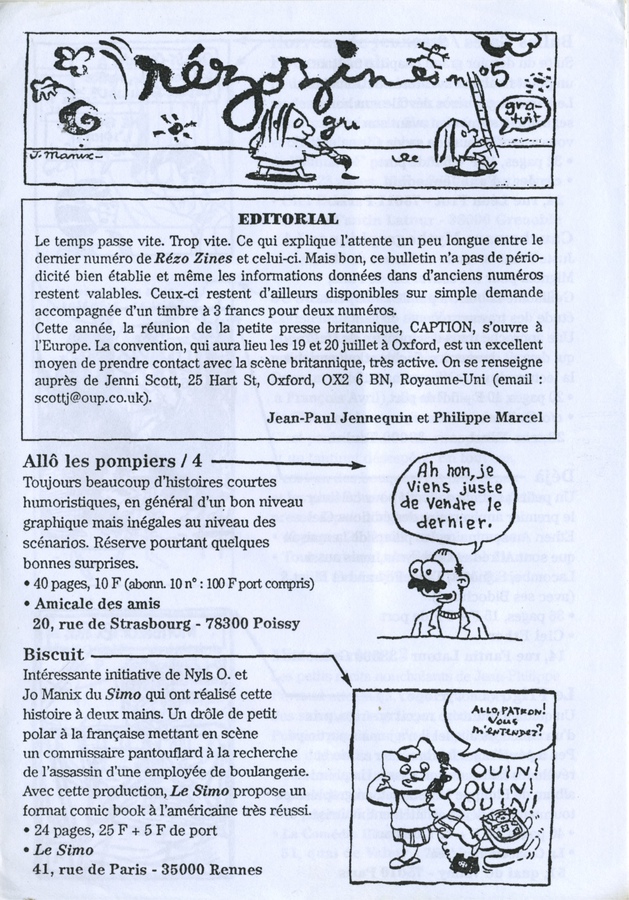 rézozines n°5
gru
gra-
tuit
J. Manix-
EDITORIAL
Le temps passe vite. Trop vite. Ce qui explique l'attente un peu longue entre le
dernier numéro de Rézo Zines et celui-ci. Mais bon, ce bulletin n'a pas de pério-
dicité bien établie et même les informations données dans d'anciens numéros
restent valables. Ceux-ci restent d'ailleurs disponibles sur simple demande
accompagnée d'un timbre à 3 francs pour deux numéros.
Cette année, la réunion de la petite presse britannique, CAPTION, s'ouvre à
l'Europe. La convention, qui aura lieu les 19 et 20 juillet à Oxford, est un excellent
moyen de prendre contact avec la scène britannique, très active. On se renseigne
auprès de Jenni Scott, 25 Hart St, Oxford, OX2 6 BN, Royaume-Uni (email :
scottj@oup.co.uk).
Jean-Paul Jennequin et Philippe Marcel
Allô les pompiers / 4
Toujours beaucoup d'histoires courtes
humoristiques, en général d'un bon niveau
graphique mais inégales au niveau des
scénarios. Réserve pourtant quelques
bonnes surprises.
• 40 pages, 10 F (abonn. 10 n° : 100 F port compris)
• Amicale des amis
20, rue de Strasbourg - 78300 Poissy
Ah non, je
viens juste
de vendre le
dernier.
Biscuit
Intéressante initiative de Nyls O. et
Jo Manix du Simo qui ont réalisé cette
histoire à deux mains. Un drôle de petit
polar à la française mettant en scène
un commissaire pantouflard à la recherche
de l'assassin d'une employée de boulangerie.
Avec cette production, Le Simo propose un
format comic book à l'américaine très réussi.
• 24 pages, 25 F + 5 F de port
• Le Simo
41, rue de Paris - 35000 Rennes
ALLO, PATRON!
VOUS
M'ENTENDEZ?
OUIN!
OUIN!
OUIN!